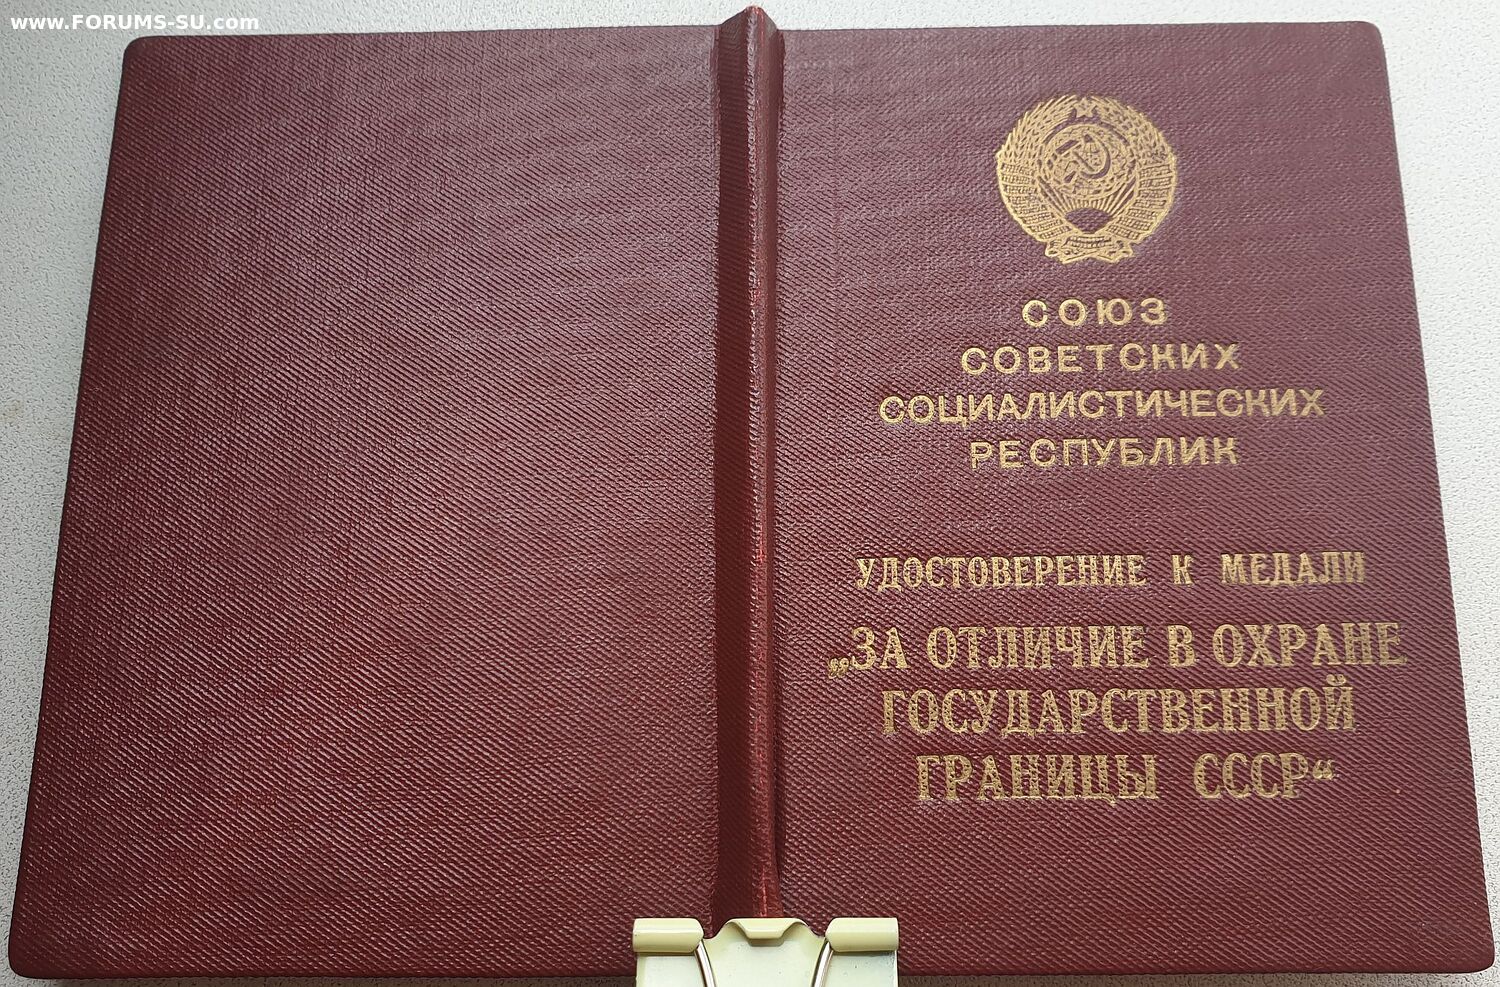 www.FORUMS-SU.com
СОЮЗ
СОВЕТСКИХ
СОЦИАЛИСТИЧЕСКИХ
РЕСПУБЛИК
УДОСТОВЕРЕНИЕ К МЕДАЛИ
„ЗА ОТЛИЧИЕ В ОХРАНЕ
ГОСУДАРСТВЕННОЙ
ГРАНИЦЫ СССР“